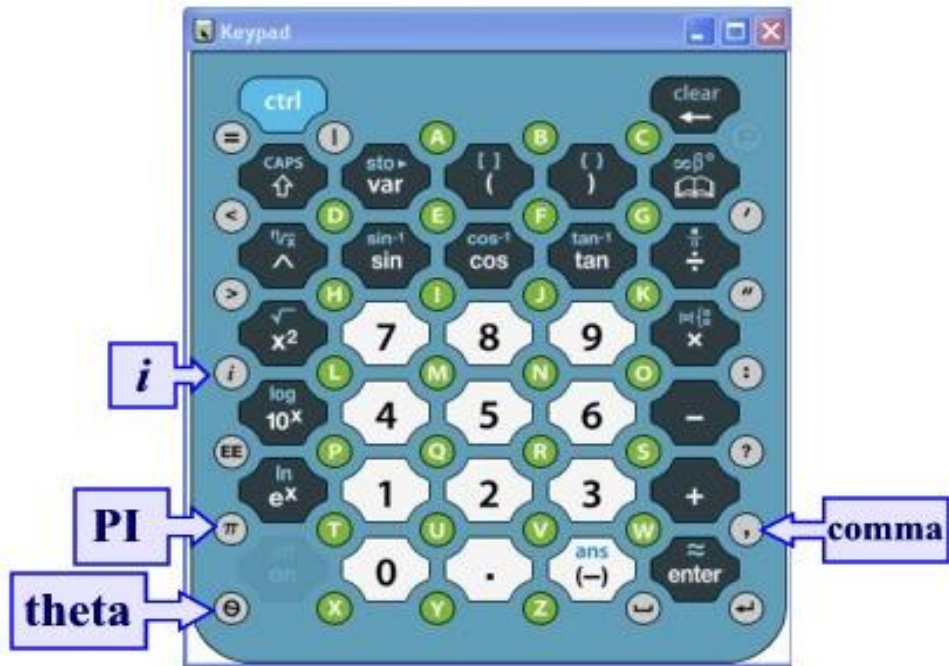 Keypad
ctrl
clear
←
= | A B C
CAPS sto ▸ [ ] { } ∞β°
⇧ var ( )
< D E F G ′
ⁿ√x sin⁻¹ cos⁻¹ tan⁻¹
^ sin cos tan ÷
> H I J K ″
√
x² 7 8 9 ×
i
i L M N O :
log
10ˣ 4 5 6 −
EE P Q R S ?
ln
eˣ 1 2 3 +
PI
π T U V W ,
comma
on 0 . ans (−) ≈ enter
theta
θ X Y Z ␣ ↵